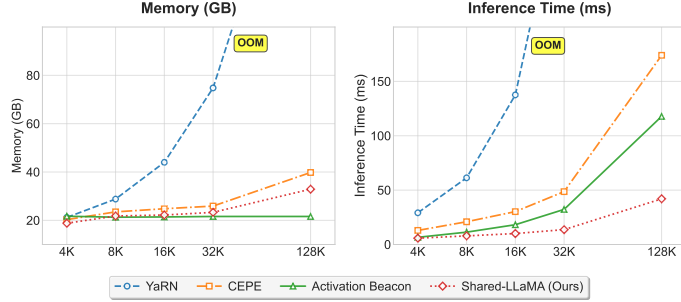 Memory (GB)
Inference Time (ms)
Memory (GB)
80
60
40
20
OOM
4K 8K 16K 32K 128K
Inference Time (ms)
150
100
50
0
OOM
4K 8K 16K 32K 128K
YaRN CEPE Activation Beacon Shared-LLaMA (Ours)